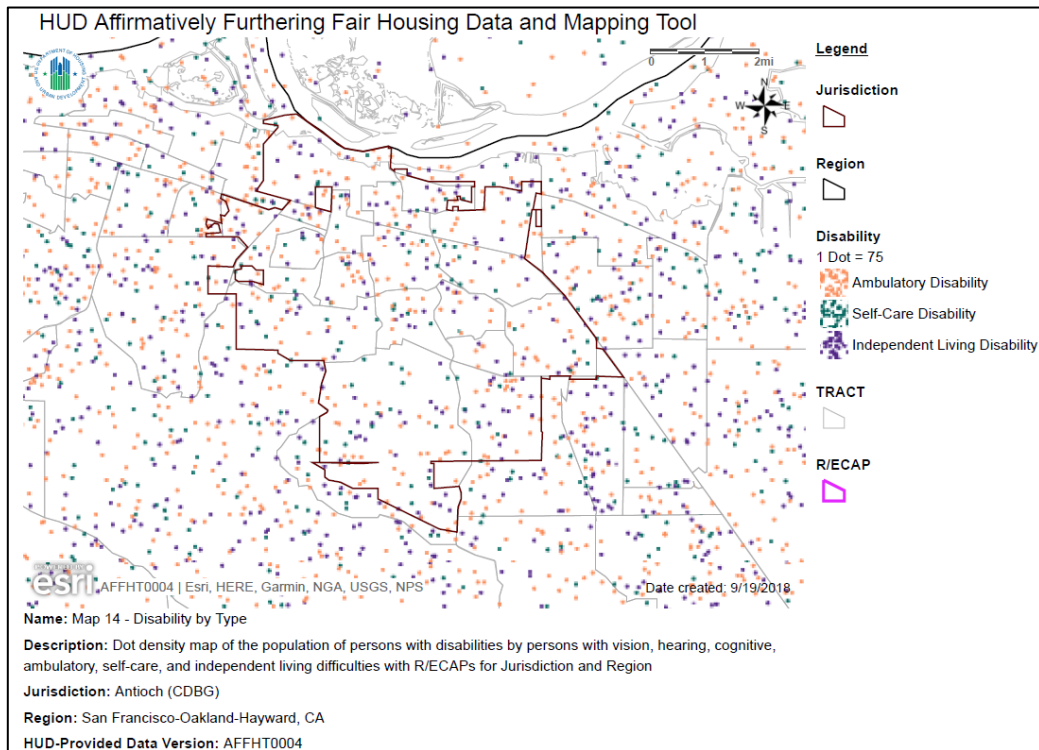 HUD Affirmatively Furthering Fair Housing Data and Mapping Tool
0 1 2mi
N
W E
S
Legend
Jurisdiction
Region
Disability
1 Dot = 75
Ambulatory Disability
Self-Care Disability
Independent Living Disability
TRACT
R/ECAP
POWERED BY
esri
AFFHT0004 | Esri, HERE, Garmin, NGA, USGS, NPS
Date created: 9/19/2018
Name: Map 14 - Disability by Type
Description: Dot density map of the population of persons with disabilities by persons with vision, hearing, cognitive,
ambulatory, self-care, and independent living difficulties with R/ECAPs for Jurisdiction and Region
Jurisdiction: Antioch (CDBG)
Region: San Francisco-Oakland-Hayward, CA
HUD-Provided Data Version: AFFHT0004